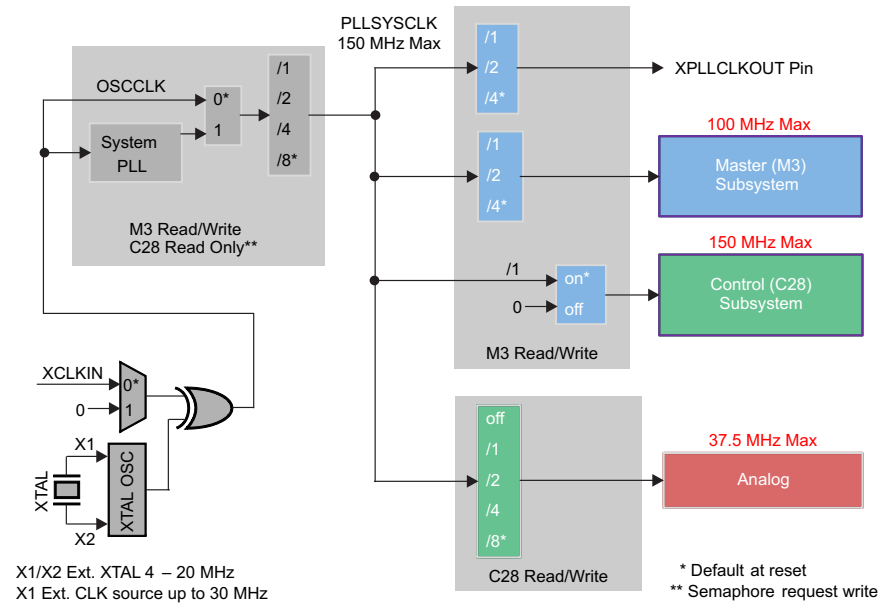 PLLSYSCLK
150 MHz Max
OSCCLK
0*
1
System
PLL
/1
/2
/4
/8*
M3 Read/Write
C28 Read Only**
/1
/2
/4*
XPLLCLKOUT Pin
/1
/2
/4*
100 MHz Max
Master (M3)
Subsystem
/1
0
on*
off
150 MHz Max
Control (C28)
Subsystem
M3 Read/Write
XCLKIN
0
0*
1
X1
XTAL
XTAL OSC
X2
off
/1
/2
/4
/8*
37.5 MHz Max
Analog
C28 Read/Write
X1/X2 Ext. XTAL 4 – 20 MHz
X1 Ext. CLK source up to 30 MHz
* Default at reset
** Semaphore request write